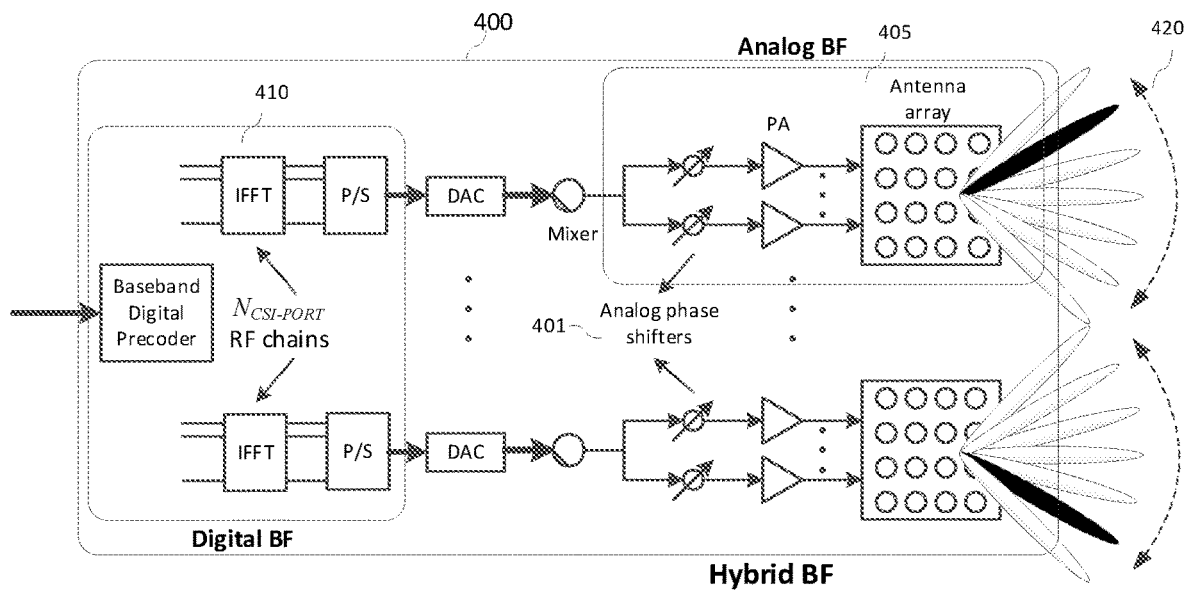 400
Analog BF
405
420
410
Antenna
array
PA
IFFT
P/S
DAC
Mixer
Baseband
Digital
Precoder
N_CSI-PORT
RF chains
401
Analog phase
shifters
IFFT
P/S
DAC
Digital BF
Hybrid BF